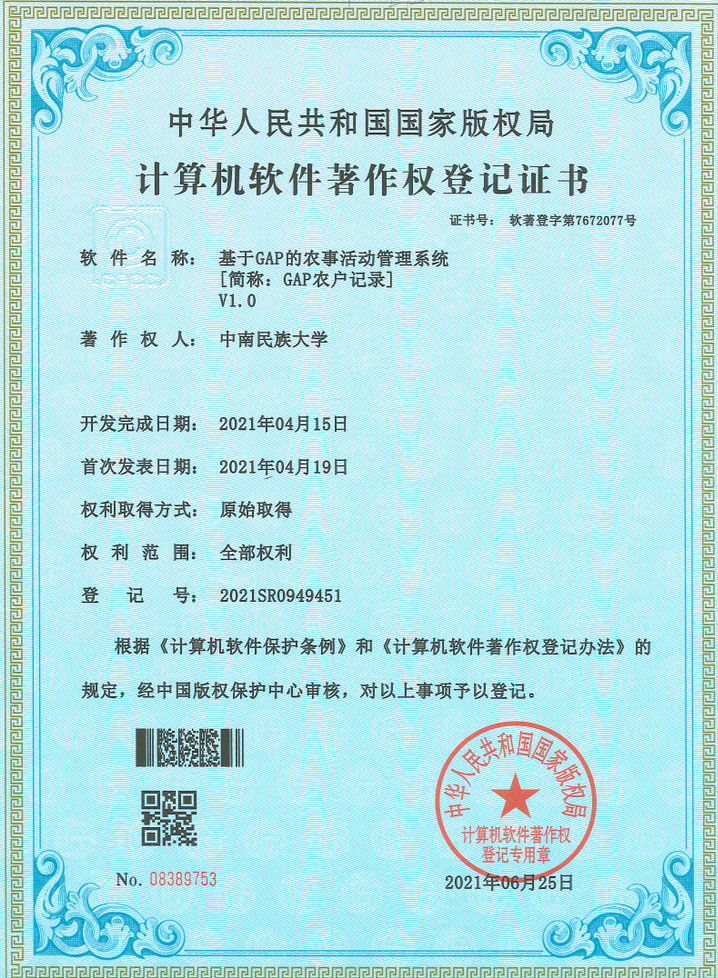 中华人民共和国国家版权局
计算机软件著作权登记证书
证书号： 软著登字第7672077号
软件名称： 基于GAP的农事活动管理系统
[简称：GAP农户记录]
V1.0
著作权人： 中南民族大学
开发完成日期： 2021年04月15日
首次发表日期： 2021年04月19日
权利取得方式： 原始取得
权利范围： 全部权利
登记号： 2021SR0949451
根据《计算机软件保护条例》和《计算机软件著作权登记办法》的
规定，经中国版权保护中心审核，对以上事项予以登记。
中华人民共和国国家版权局
计算机软件著作权
登记专用章
No. 08389753
2021年06月25日